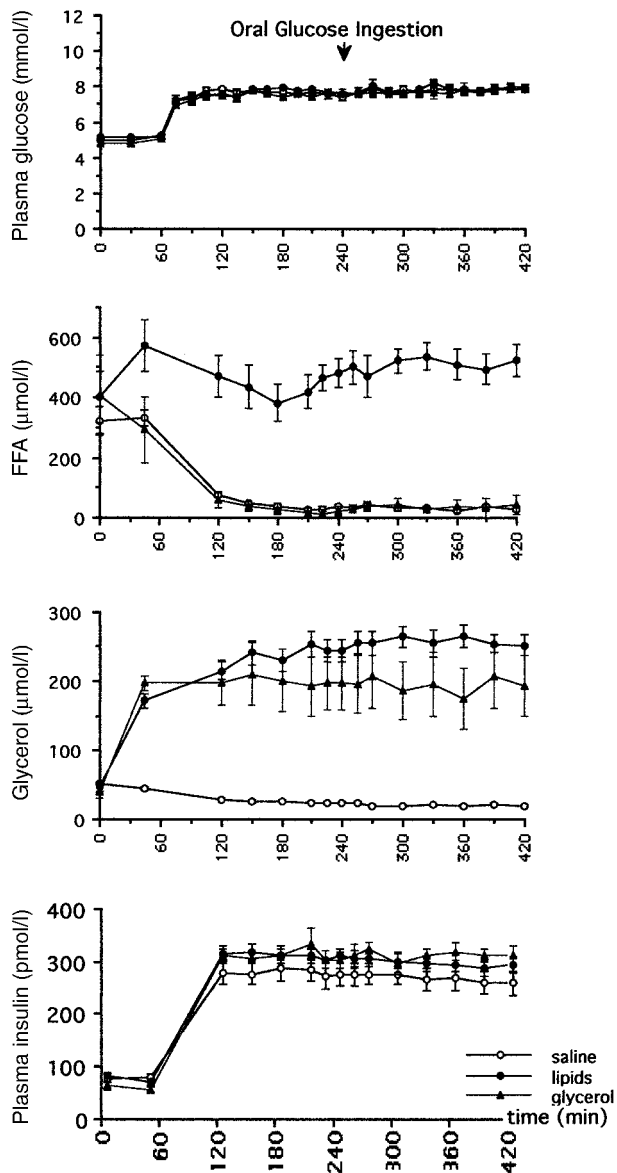 Oral Glucose Ingestion
Plasma glucose (mmol/l)
12
10
8
6
4
2
0
0 60 120 180 240 300 360 420
FFA (µmol/l)
600
400
200
0
0 60 120 180 240 300 360 420
Glycerol (µmol/l)
300
200
100
0
0 60 120 180 240 300 360 420
Plasma insulin (pmol/l)
400
300
200
100
0
saline
lipids
glycerol
time (min)
0 60 120 180 240 300 360 420